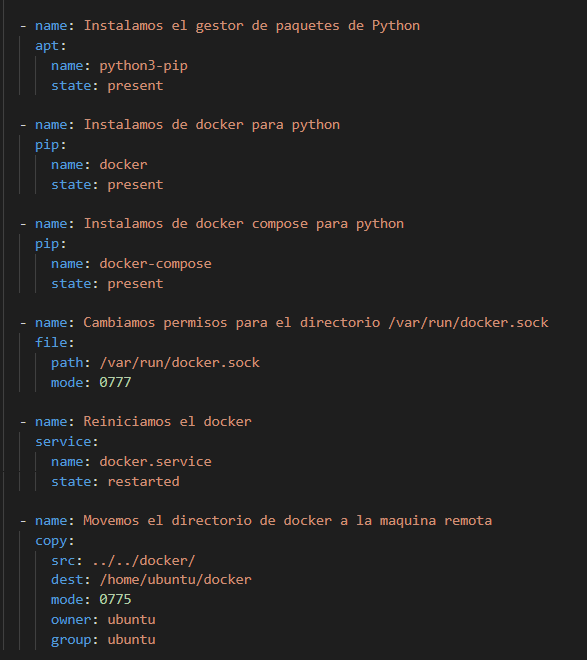 - name: Instalamos el gestor de paquetes de Python
  apt:
    name: python3-pip
    state: present

- name: Instalamos de docker para python
  pip:
    name: docker
    state: present

- name: Instalamos de docker compose para python
  pip:
    name: docker-compose
    state: present

- name: Cambiamos permisos para el directorio /var/run/docker.sock
  file:
    path: /var/run/docker.sock
    mode: 0777

- name: Reiniciamos el docker
  service:
    name: docker.service
    state: restarted

- name: Movemos el directorio de docker a la maquina remota
  copy:
    src: ../../docker/
    dest: /home/ubuntu/docker
    mode: 0775
    owner: ubuntu
    group: ubuntu